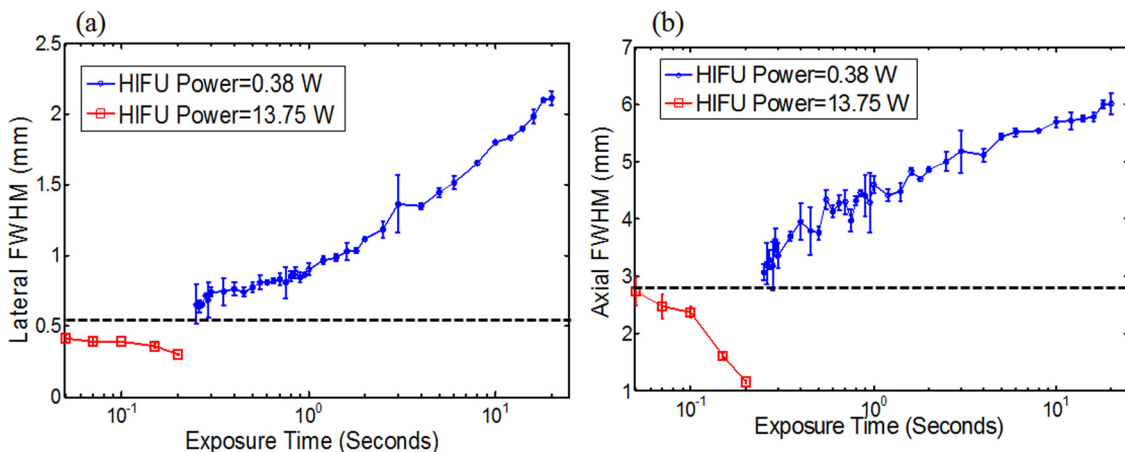 (a)
2.5
2
1.5
1
0.5
0
Lateral FWHM (mm)
HIFU Power=0.38 W
HIFU Power=13.75 W
10^-1
10^0
10^1
Exposure Time (Seconds)
(b)
7
6
5
4
3
2
1
Axial FWHM (mm)
HIFU Power=0.38 W
HIFU Power=13.75 W
10^-1
10^0
10^1
Exposure Time (Seconds)